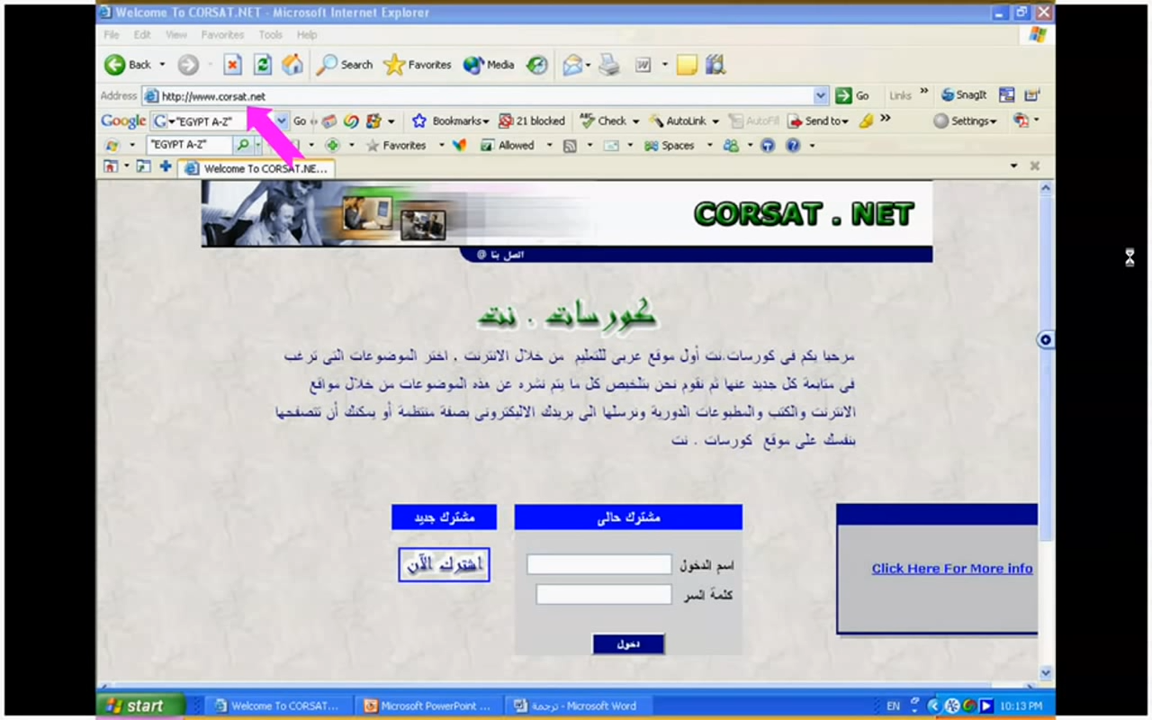 Welcome To CORSAT.NET - Microsoft Internet Explorer
File Edit View Favorites Tools Help
Back Search Favorites Media
Address http://www.corsat.net Go Links SnagIt
Google "EGYPT A-Z" Go Bookmarks 21 blocked Check AutoLink AutoFill Send to Settings
"EGYPT A-Z" Favorites Allowed Spaces
Welcome To CORSAT.NE...
CORSAT . NET
اتصل بنا @
كورسات . نت
مرحبا بكم فى كورسات.نت أول موقع عربى للتعليم من خلال الانترنت , اختر الموضوعات التى ترغب
فى متابعة كل جديد عنها ثم نقوم نحن بتلخيص كل ما يتم نشره عن هذه الموضوعات من خلال مواقع
الانترنت والكتب والمطبوعات الدورية ونرسلها الى بريدك الاليكترونى بصفة منتظمة أو يمكنك أن تتصفحها
بنفسك على موقع كورسات . نت
مشترك حالى
مشترك جديد
اسم الدخول
كلمة السر
دخول
اشترك الآن
Click Here For More info
start Welcome To CORSAT... Microsoft PowerPoint ... ترجمة - Microsoft Word EN 10:13 PM